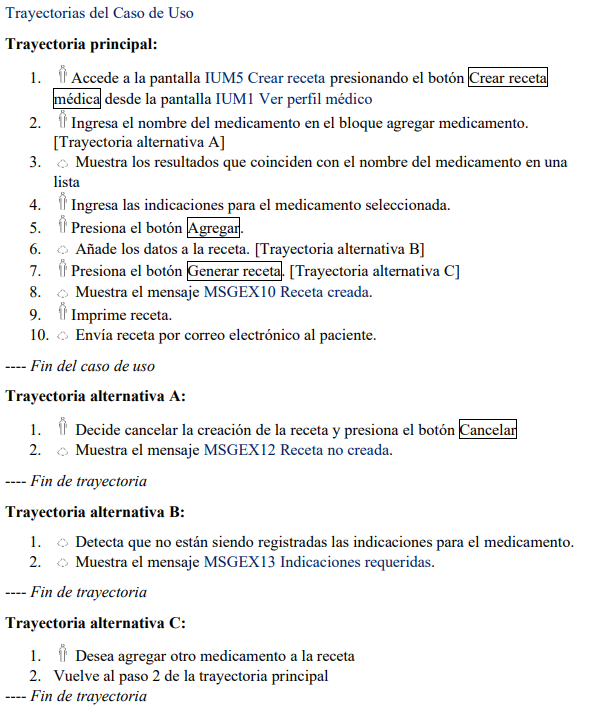 Trayectorias del Caso de Uso
Trayectoria principal:
1. Accede a la pantalla IUM5 Crear receta presionando el botón Crear receta
médica desde la pantalla IUM1 Ver perfil médico
2. Ingresa el nombre del medicamento en el bloque agregar medicamento.
[Trayectoria alternativa A]
3. Muestra los resultados que coinciden con el nombre del medicamento en una
lista
4. Ingresa las indicaciones para el medicamento seleccionada.
5. Presiona el botón Agregar.
6. Añade los datos a la receta. [Trayectoria alternativa B]
7. Presiona el botón Generar receta. [Trayectoria alternativa C]
8. Muestra el mensaje MSGEX10 Receta creada.
9. Imprime receta.
10. Envía receta por correo electrónico al paciente.
---- Fin del caso de uso
Trayectoria alternativa A:
1. Decide cancelar la creación de la receta y presiona el botón Cancelar
2. Muestra el mensaje MSGEX12 Receta no creada.
---- Fin de trayectoria
Trayectoria alternativa B:
1. Detecta que no están siendo registradas las indicaciones para el medicamento.
2. Muestra el mensaje MSGEX13 Indicaciones requeridas.
---- Fin de trayectoria
Trayectoria alternativa C:
1. Desea agregar otro medicamento a la receta
2. Vuelve al paso 2 de la trayectoria principal
---- Fin de trayectoria